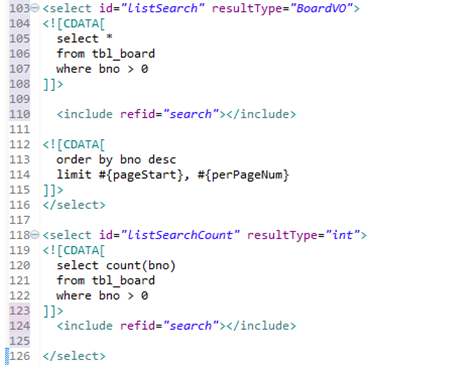 103 <select id="listSearch" resultType="BoardVO">
104 <![CDATA[
105   select *
106   from tbl_board
107   where bno > 0
108 ]]>
109
110   <include refid="search"></include>
111
112 <![CDATA[
113   order by bno desc
114   limit #{pageStart}, #{perPageNum}
115 ]]>
116 </select>
117
118 <select id="listSearchCount" resultType="int">
119 <![CDATA[
120   select count(bno)
121   from tbl_board
122   where bno > 0
123 ]]>
124   <include refid="search"></include>
125
126 </select>